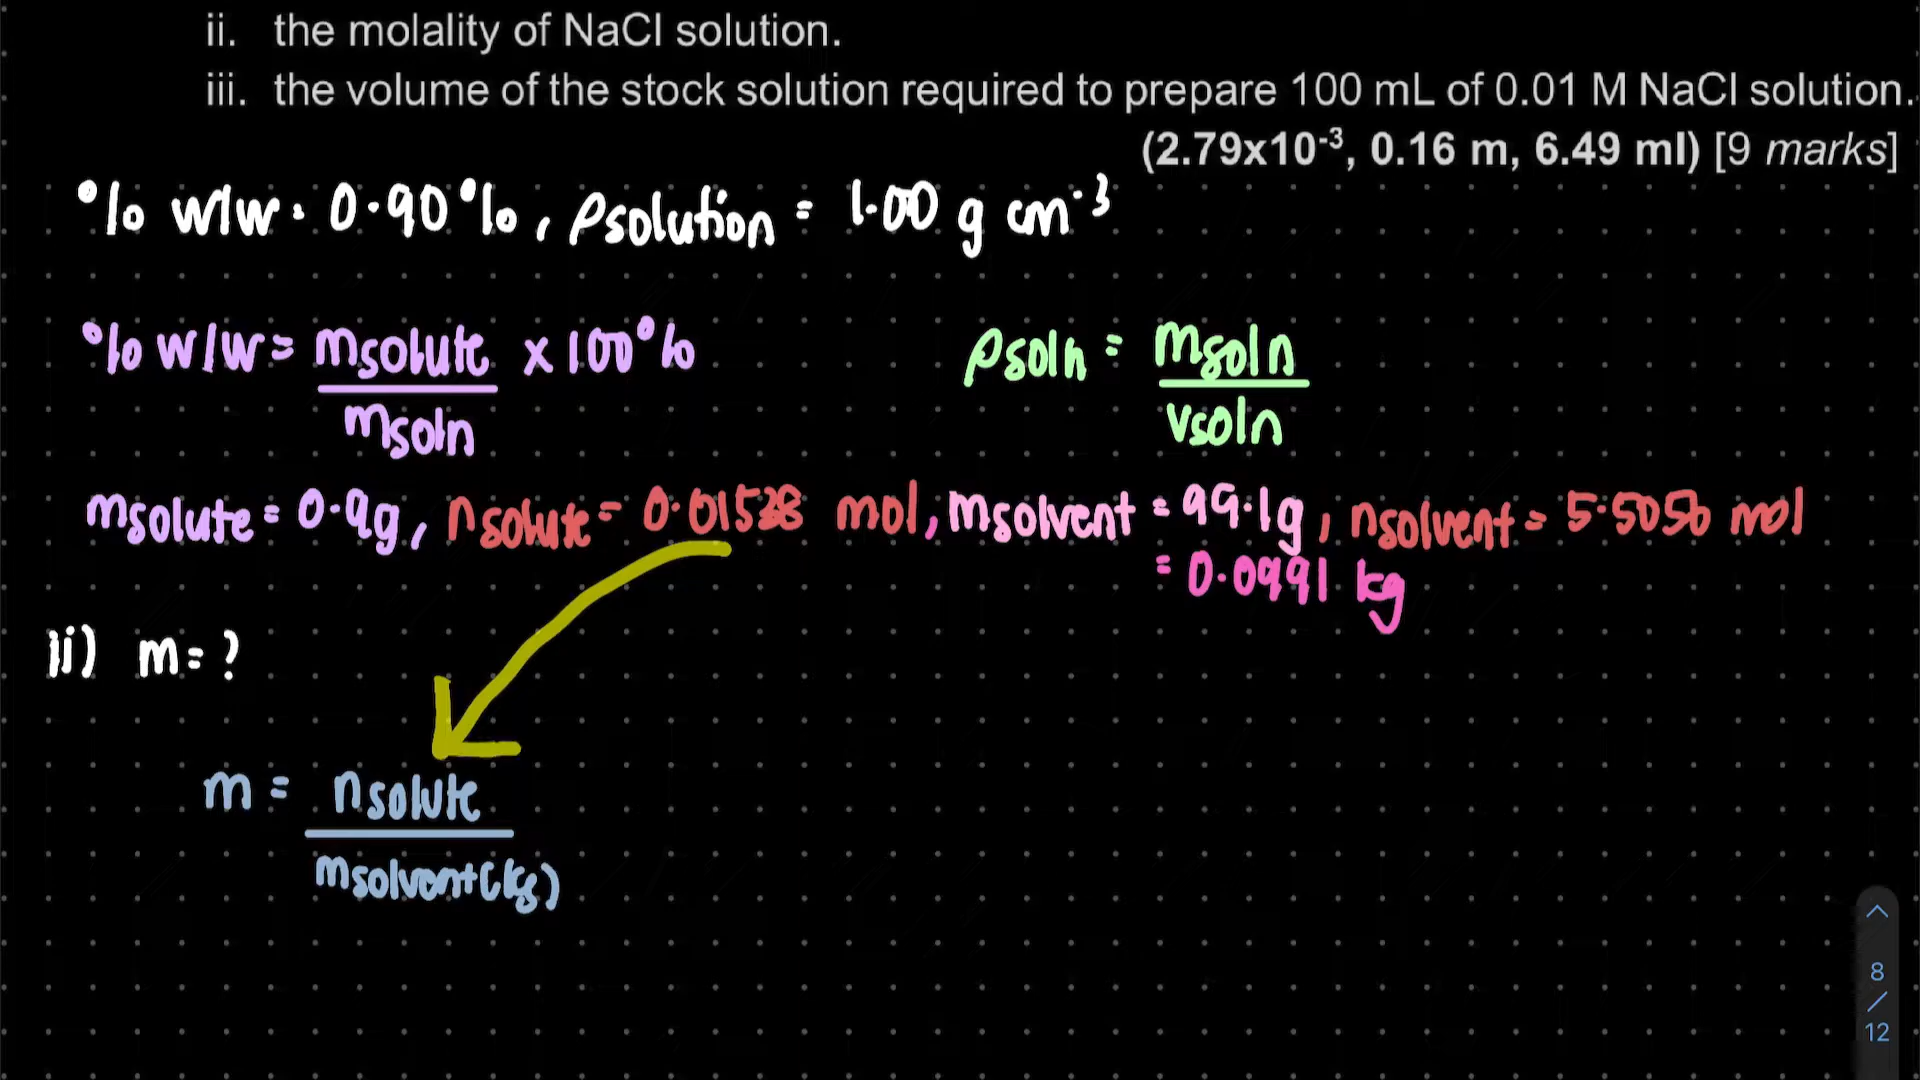 ii. the molality of NaCl solution.
iii. the volume of the stock solution required to prepare 100 mL of 0.01 M NaCl solution.
(2.79x10⁻³, 0.16 m, 6.49 ml) [9 marks]
% w/w = 0.90 %, ρsolution = 1.00 g cm⁻³
% w/w = msolute / msoln x 100 %
ρsoln = msoln / vsoln
msolute = 0.9g, nsolute = 0.01538 mol, msolvent = 99.1g, nsolvent = 5.5056 mol
= 0.0991 kg
ii) m = ?
m = nsolute / msolvent (kg)
8
/
12